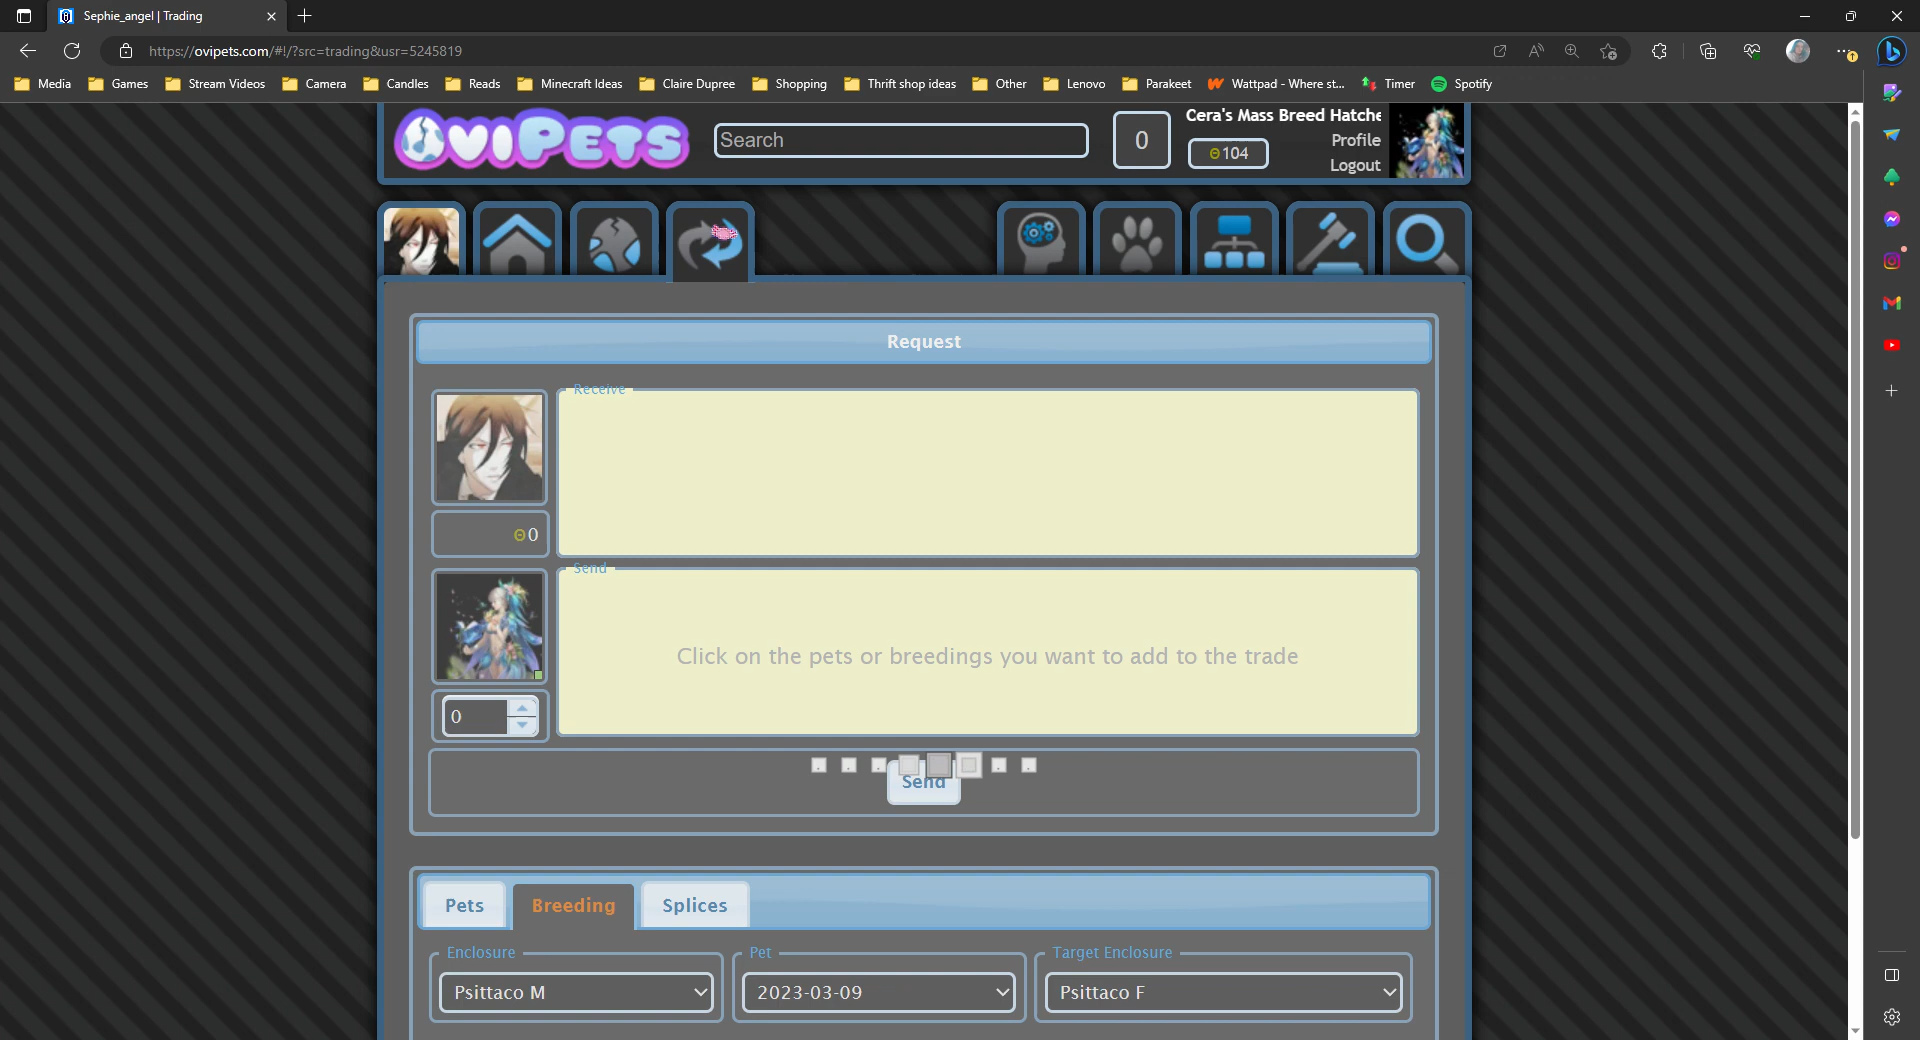 Sephie_angel | Trading
https://ovipets.com/#!/?src=trading&usr=5245819
Media Games Stream Videos Camera Candles Reads Minecraft Ideas Claire Dupree Shopping Thrift shop ideas Other Lenovo Parakeet Wattpad - Where st... Timer Spotify
OVIPETS
Search
0
Cera's Mass Breed Hatche
104
Profile
Logout
Request
Receive
0
Send
Click on the pets or breedings you want to add to the trade
0
Send
Pets Breeding Splices
Enclosure Pet Target Enclosure
Psittaco M 2023-03-09 Psittaco F